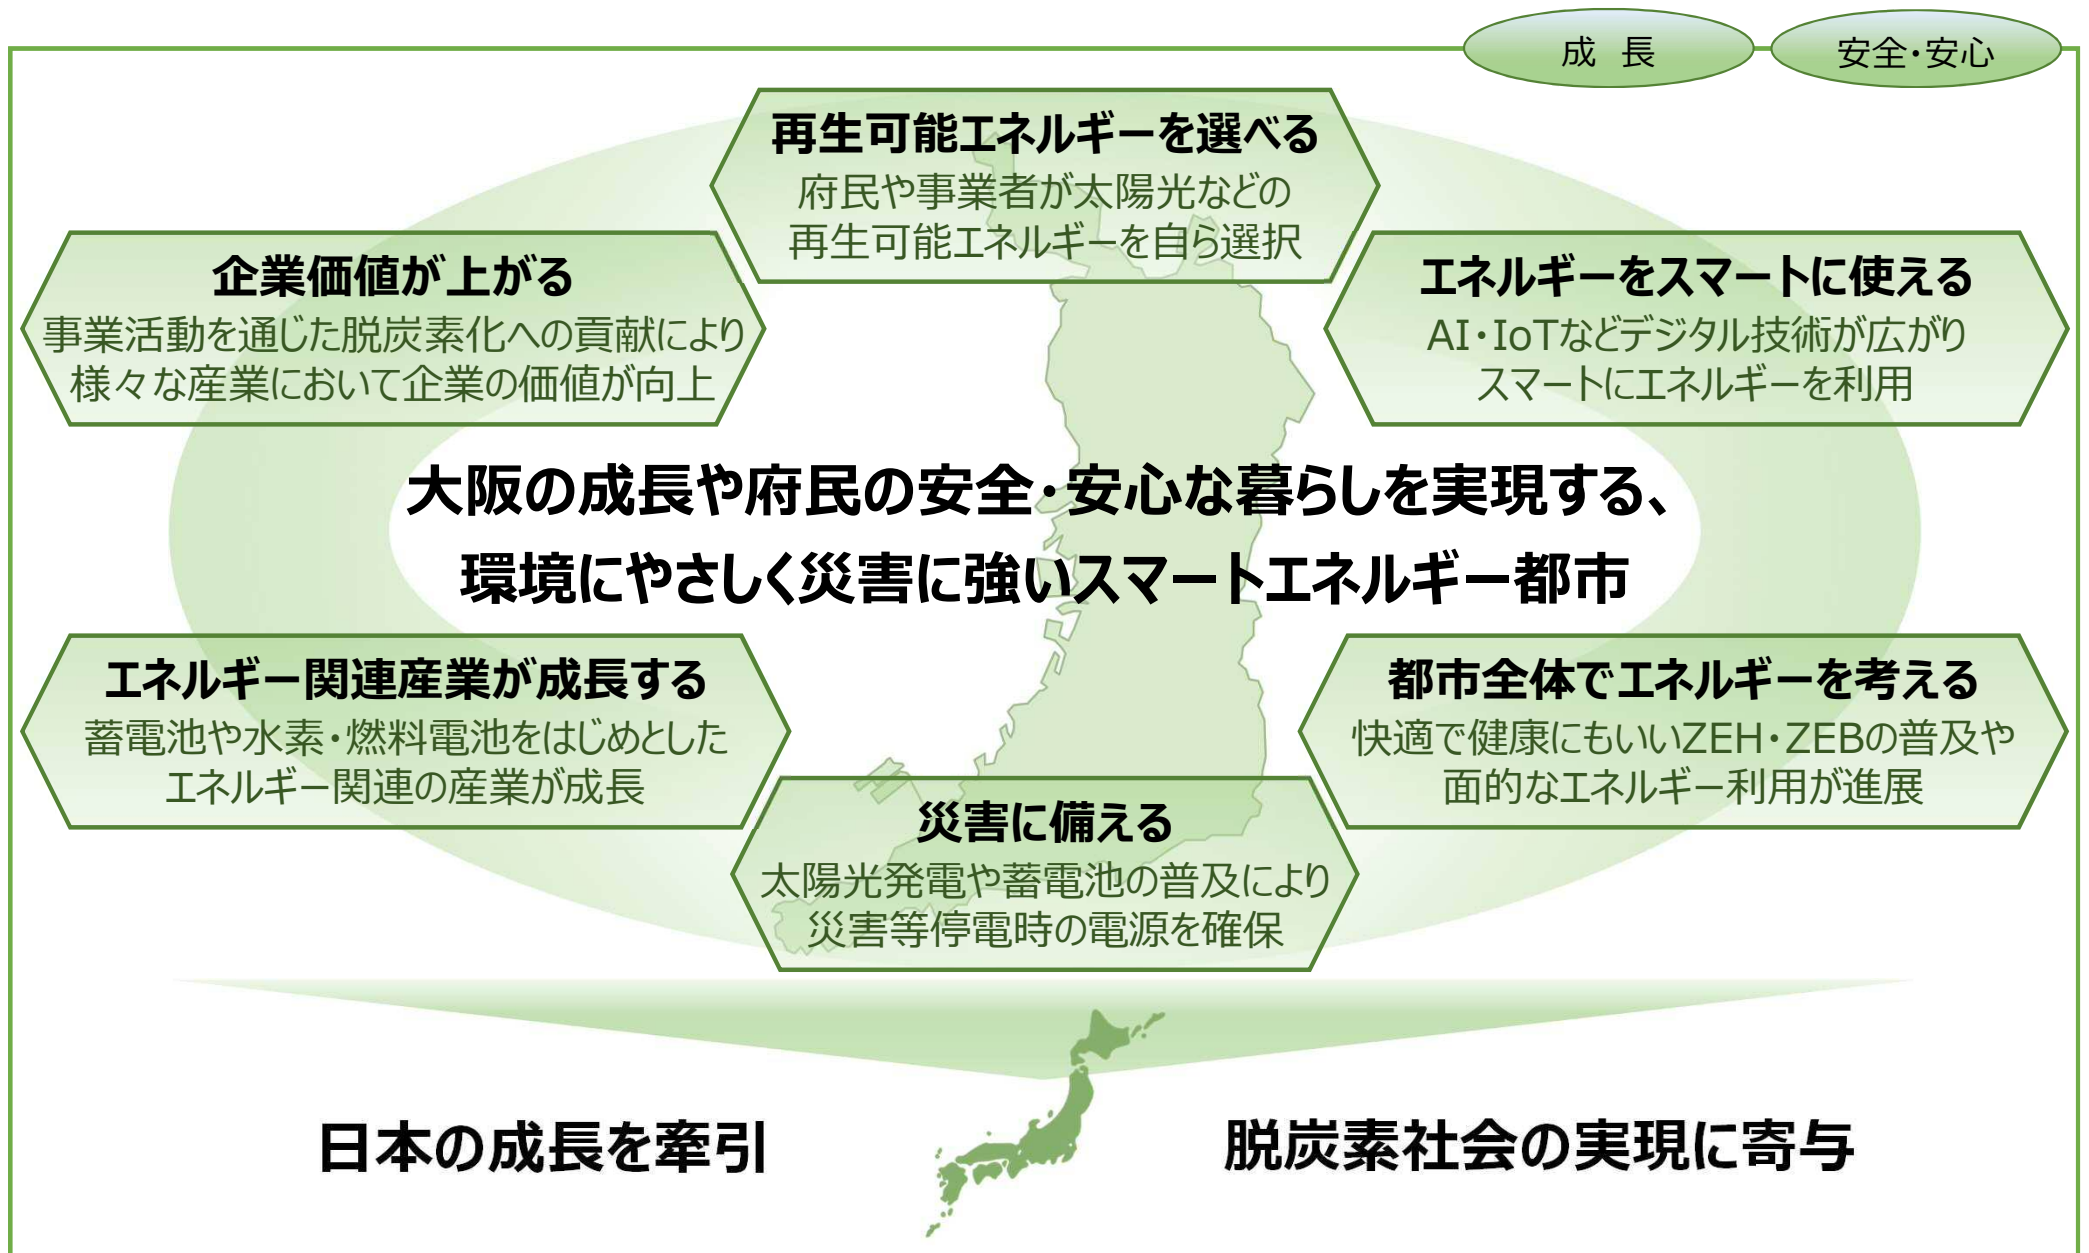 成 長
安全・安心
再生可能エネルギーを選べる
府民や事業者が太陽光などの
再生可能エネルギーを自ら選択
企業価値が上がる
事業活動を通じた脱炭素化への貢献により
様々な産業において企業の価値が向上
エネルギーをスマートに使える
AI・IoTなどデジタル技術が広がり
スマートにエネルギーを利用
大阪の成長や府民の安全・安心な暮らしを実現する、
環境にやさしく災害に強いスマートエネルギー都市
エネルギー関連産業が成長する
蓄電池や水素・燃料電池をはじめとした
エネルギー関連の産業が成長
都市全体でエネルギーを考える
快適で健康にもいいZEH・ZEBの普及や
面的なエネルギー利用が進展
災害に備える
太陽光発電や蓄電池の普及により
災害等停電時の電源を確保
日本の成長を牽引
脱炭素社会の実現に寄与